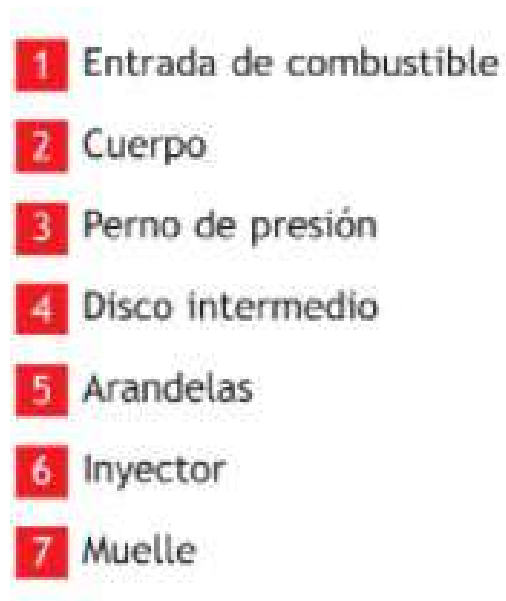 1 Entrada de combustible
2 Cuerpo
3 Perno de presión
4 Disco intermedio
5 Arandelas
6 Inyector
7 Muelle